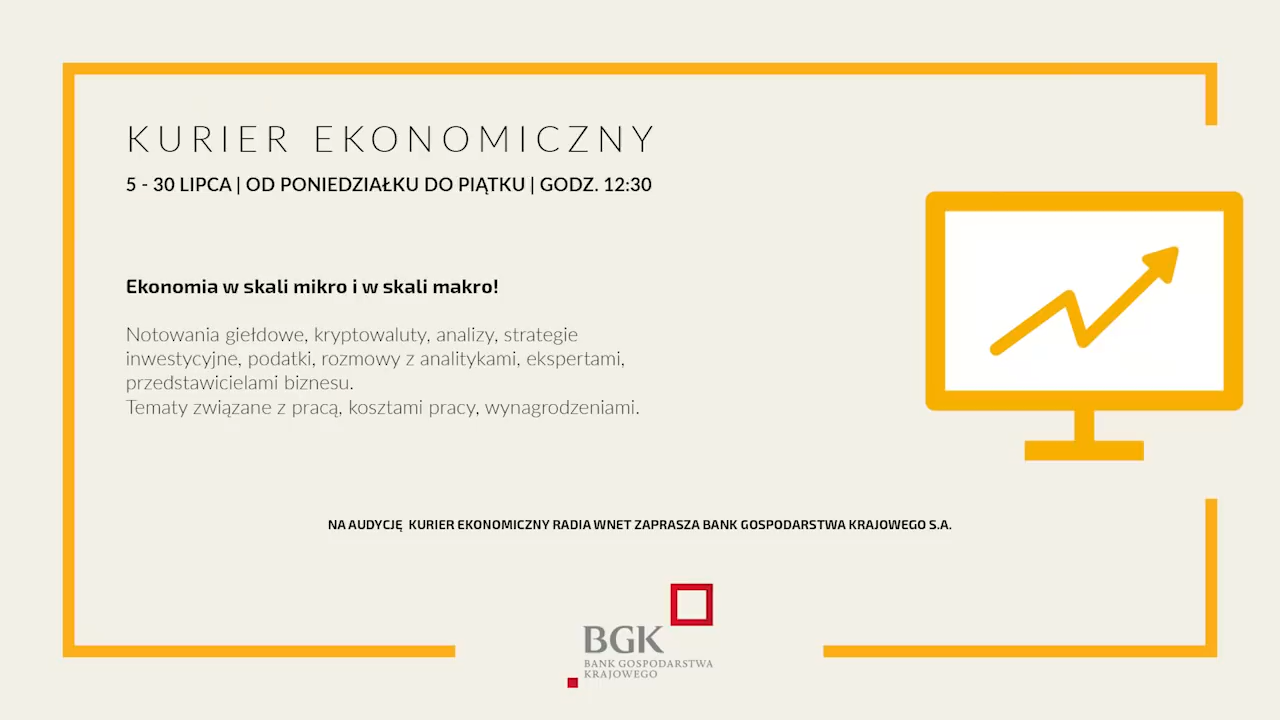 KURIER EKONOMICZNY
5 - 30 LIPCA | OD PONIEDZIAŁKU DO PIĄTKU | GODZ. 12:30
Ekonomia w skali mikro i w skali makro!
Notowania giełdowe, kryptowaluty, analizy, strategie
inwestycyjne, podatki, rozmowy z analitykami, ekspertami,
przedstawicielami biznesu.
Tematy związane z pracą, kosztami pracy, wynagrodzeniami.
NA AUDYCJĘ KURIER EKONOMICZNY RADIA WNET ZAPRASZA BANK GOSPODARSTWA KRAJOWEGO S.A.
BGK
BANK GOSPODARSTWA
KRAJOWEGO